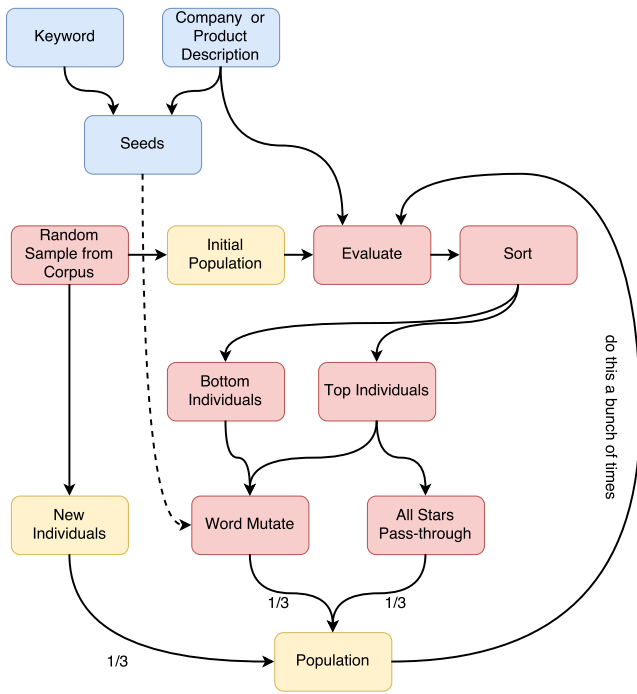 Keyword
Company or
Product
Description
Seeds
Random
Sample from
Corpus
Initial
Population
Evaluate
Sort
Bottom
Individuals
Top Individuals
do this a bunch of times
New
Individuals
Word Mutate
All Stars
Pass-through
1/3
1/3
1/3
Population